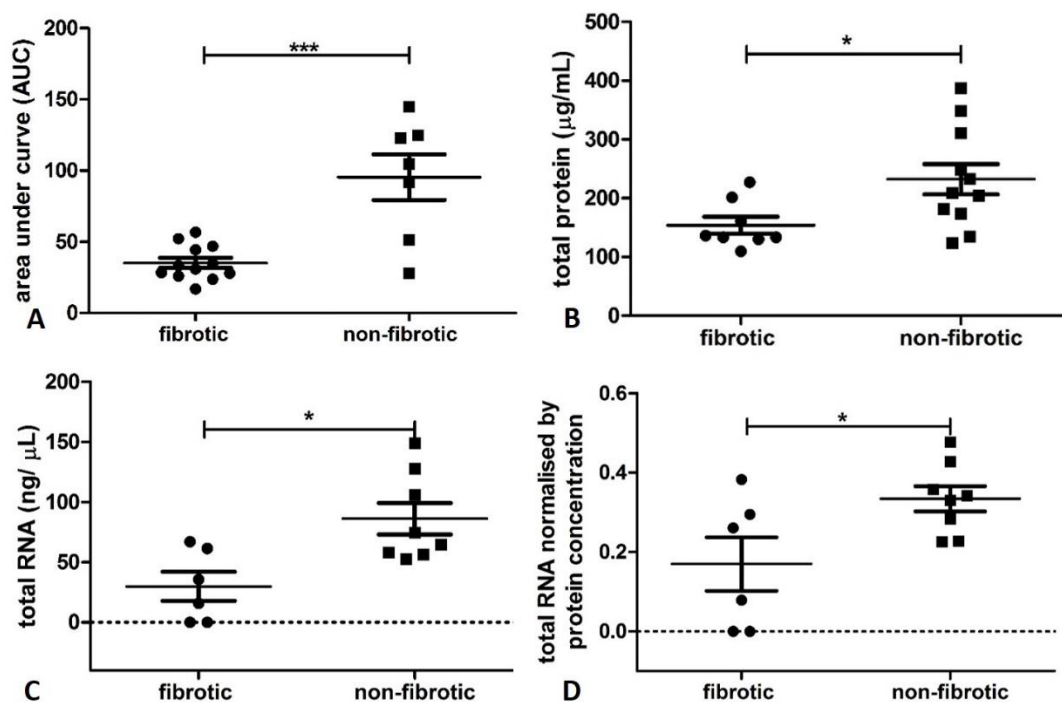 200
150
100
50
0
area under curve (AUC)
***
fibrotic
non-fibrotic
A
500
400
300
200
100
0
total protein (µg/mL)
*
fibrotic
non-fibrotic
B
200
150
100
50
0
total RNA (ng/ µL)
*
fibrotic
non-fibrotic
C
0.6
0.4
0.2
0.0
total RNA normalised by
protein concentration
*
fibrotic
non-fibrotic
D